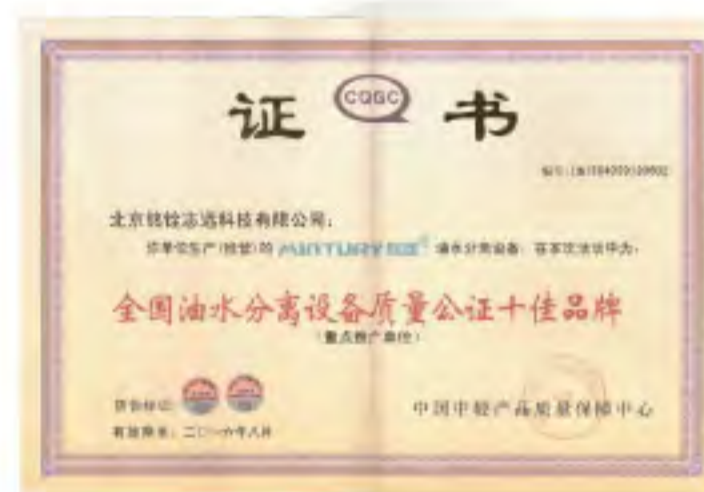 证 CQGC 书
北京铭铨志远科技有限公司:
你单位生产(经营)的 油水分离设备,在本次活动中为:
全国油水分离设备质量公证十佳品牌
(重点推广单位)
有效期至:二〇一六年八月
中国中轻产品质量保障中心